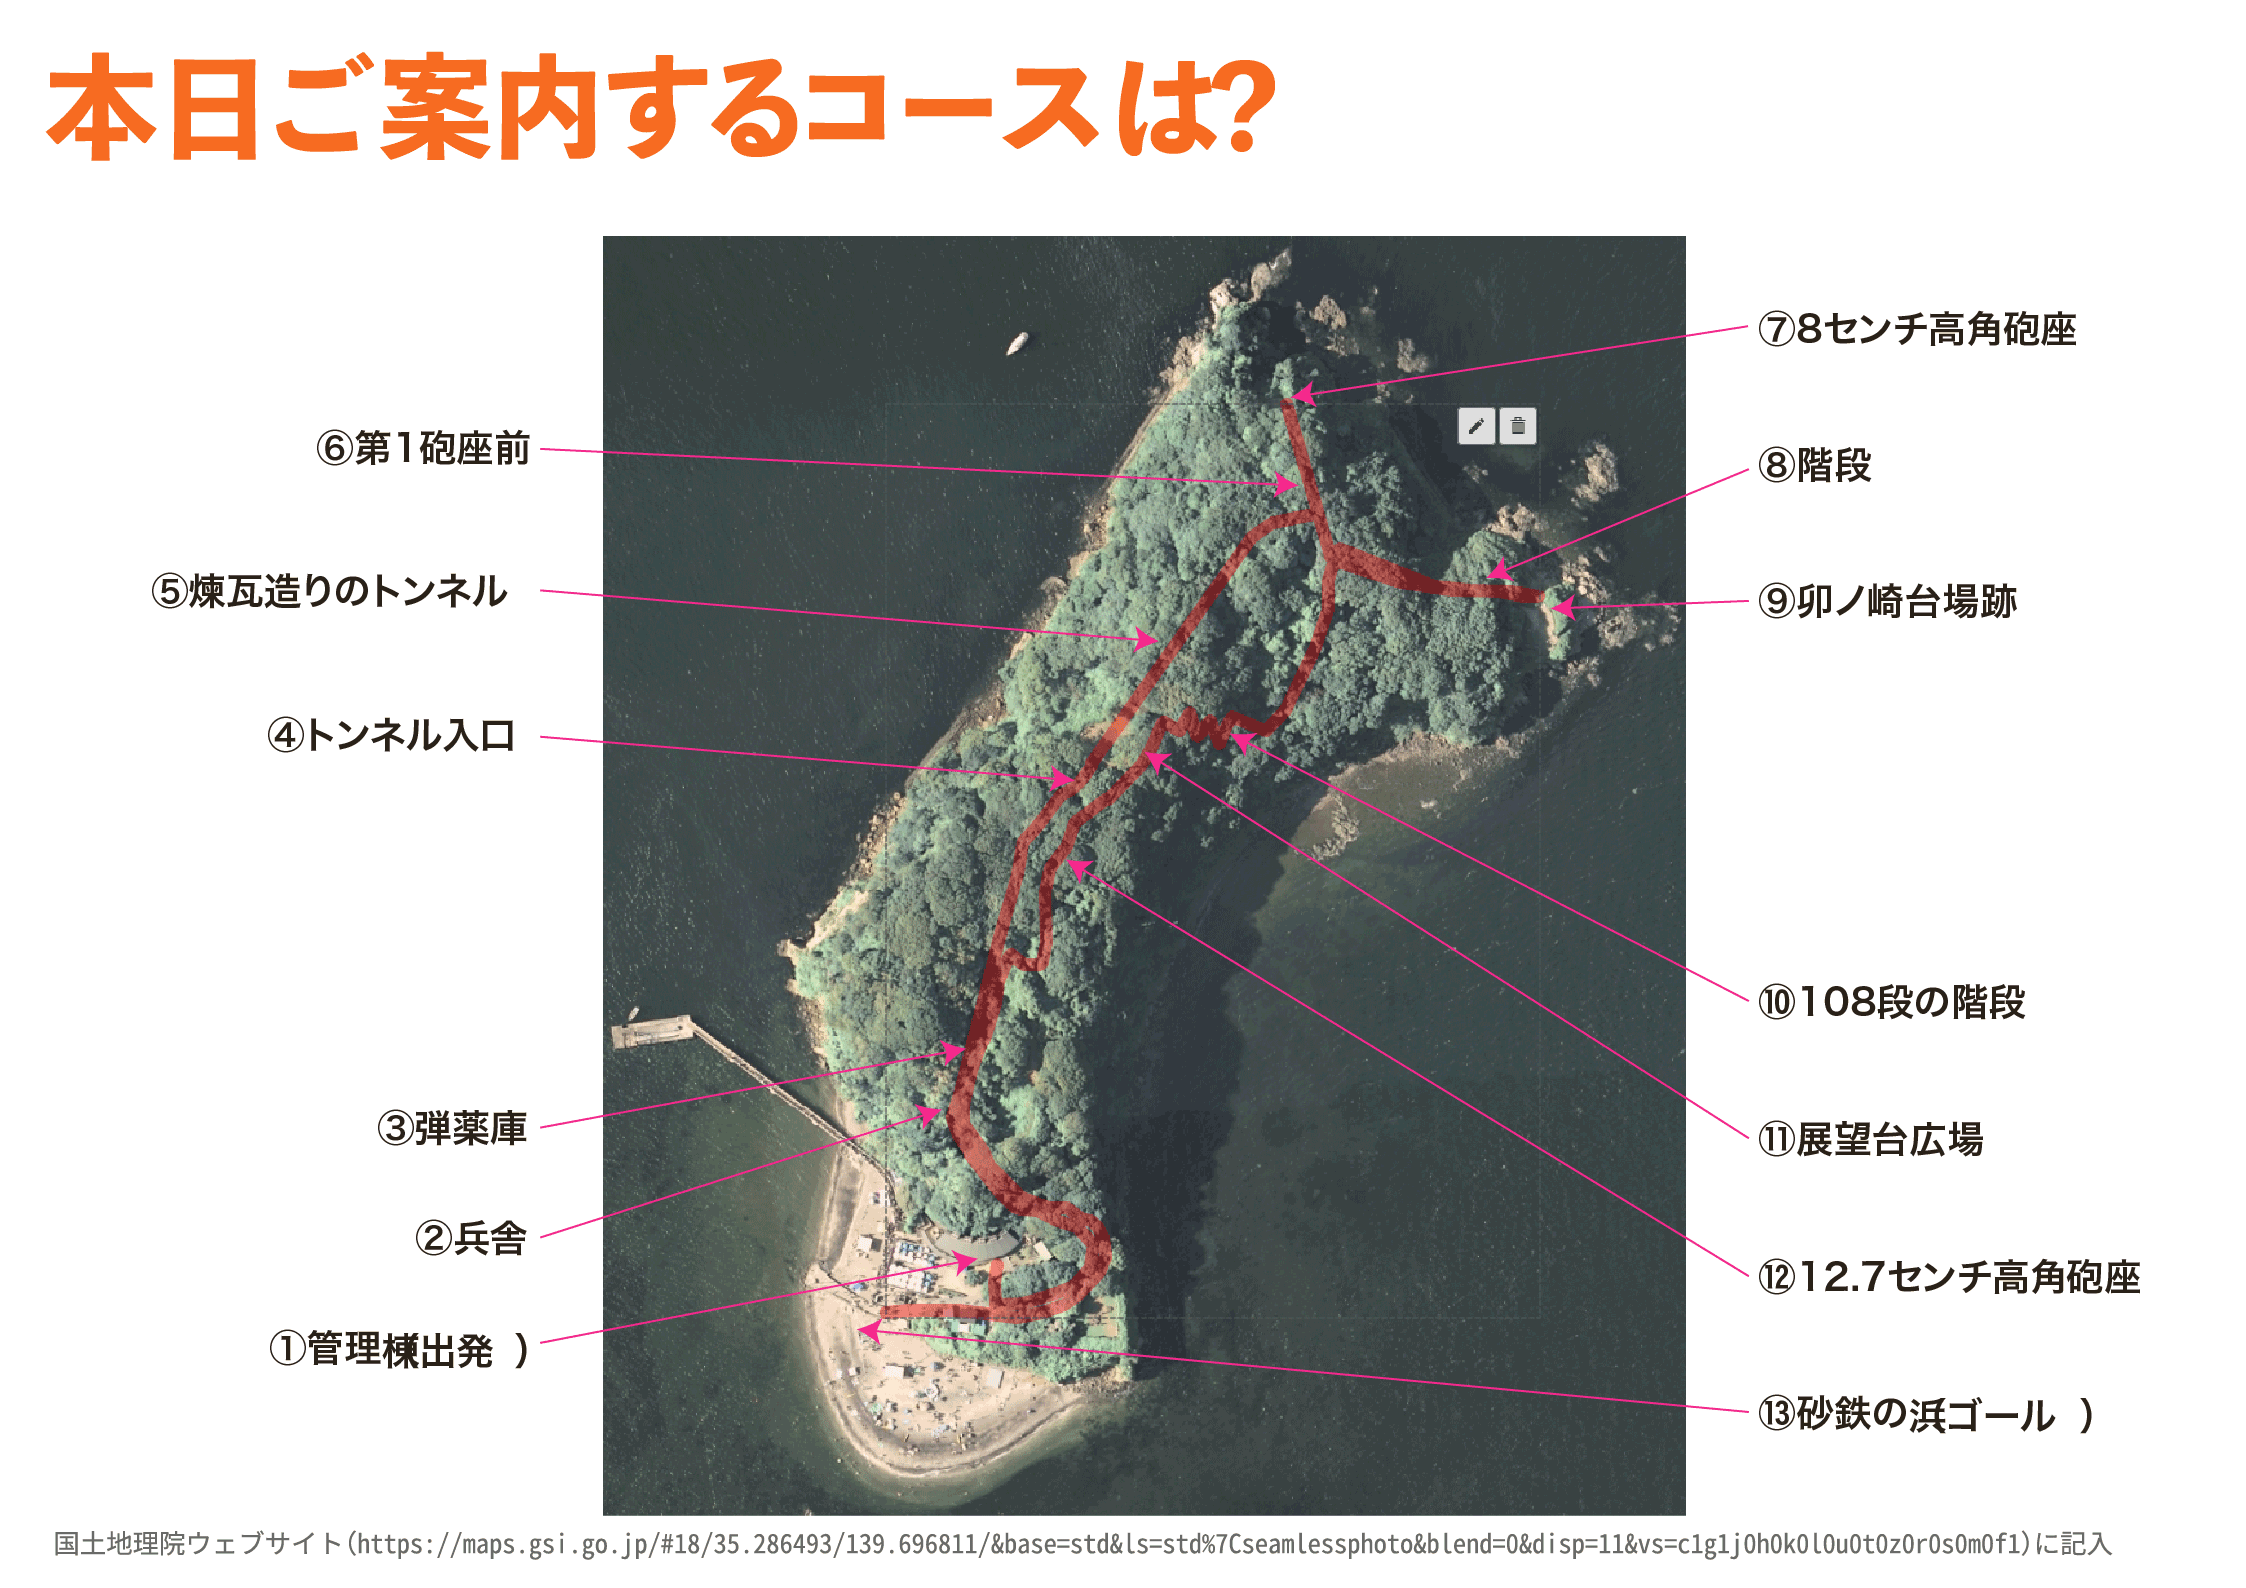 本日ご案内するコースは?
⑦8センチ高角砲座
⑥第1砲座前
⑧階段
⑤煉瓦造りのトンネル
⑨卯ノ崎台場跡
④トンネル入口
⑩108段の階段
③弾薬庫
⑪展望台広場
②兵舎
⑫12.7センチ高角砲座
①管理棟(出発)
⑬砂鉄の浜(ゴール)
国土地理院ウェブサイト(https://maps.gsi.go.jp/#18/35.286493/139.696811/&base=std&ls=std%7Cseamlessphoto&blend=0&disp=11&vs=c1g1j0h0k0l0u0t0z0r0s0m0f1)に記入